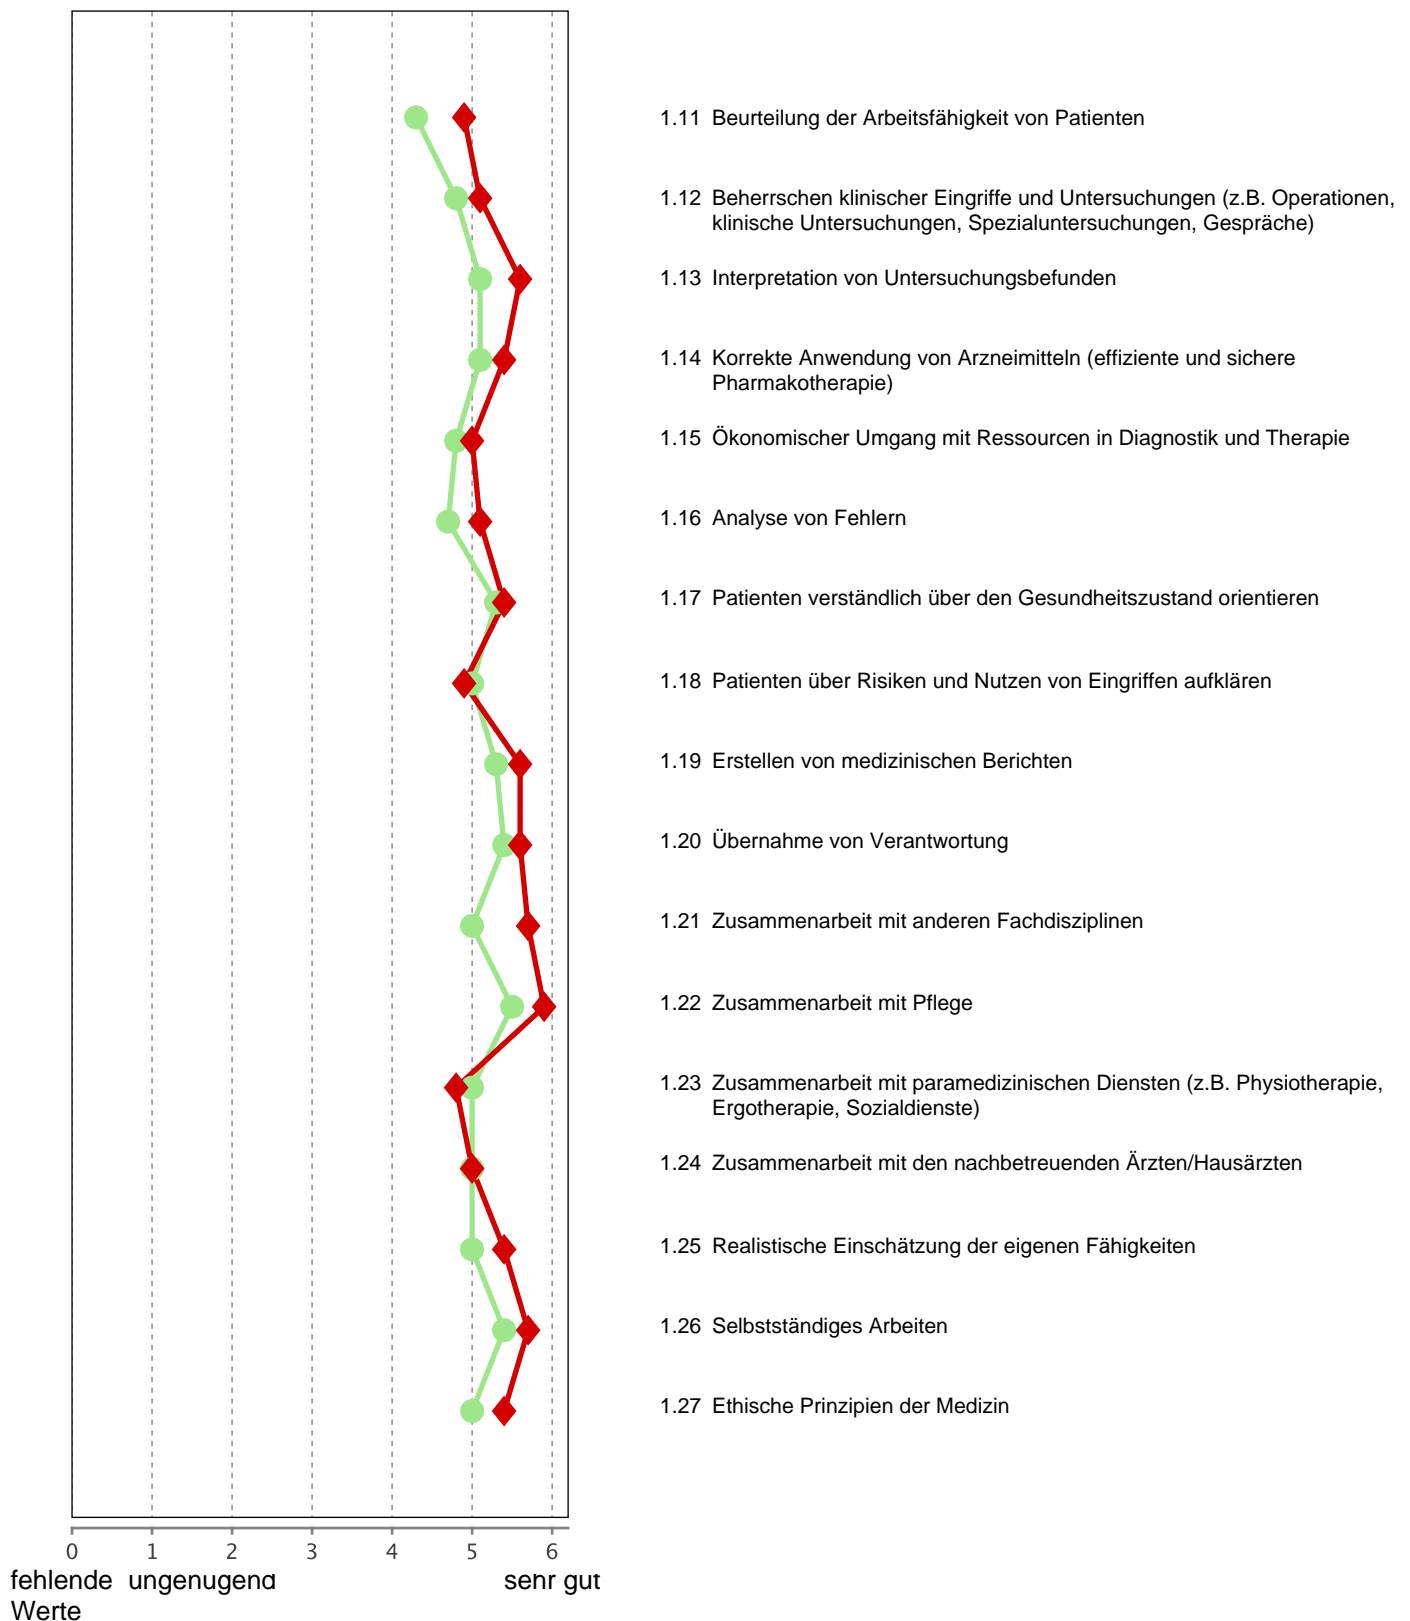 1.11 Beurteilung der Arbeitsfähigkeit von Patienten
1.12 Beherrschen klinischer Eingriffe und Untersuchungen (z.B. Operationen,
klinische Untersuchungen, Spezialuntersuchungen, Gespräche)
1.13 Interpretation von Untersuchungsbefunden
1.14 Korrekte Anwendung von Arzneimitteln (effiziente und sichere
Pharmakotherapie)
1.15 Ökonomischer Umgang mit Ressourcen in Diagnostik und Therapie
1.16 Analyse von Fehlern
1.17 Patienten verständlich über den Gesundheitszustand orientieren
1.18 Patienten über Risiken und Nutzen von Eingriffen aufklären
1.19 Erstellen von medizinischen Berichten
1.20 Übernahme von Verantwortung
1.21 Zusammenarbeit mit anderen Fachdisziplinen
1.22 Zusammenarbeit mit Pflege
1.23 Zusammenarbeit mit paramedizinischen Diensten (z.B. Physiotherapie,
Ergotherapie, Sozialdienste)
1.24 Zusammenarbeit mit den nachbetreuenden Ärzten/Hausärzten
1.25 Realistische Einschätzung der eigenen Fähigkeiten
1.26 Selbstständiges Arbeiten
1.27 Ethische Prinzipien der Medizin
0 1 2 3 4 5 6
fehlende ungenugend sehr gut
Werte